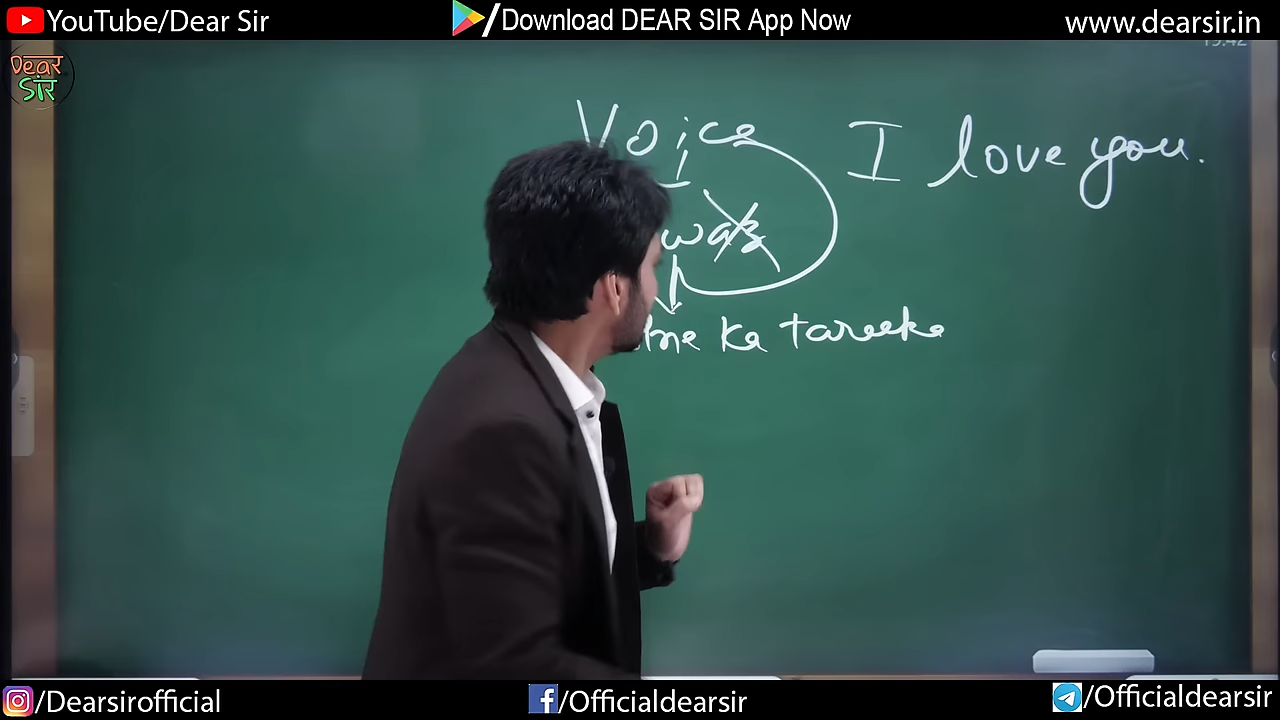 YouTube/Dear Sir
/Download DEAR SIR App Now
www.dearsir.in
Dear
सर
Voice I love you.
ka tareeka
/Dearsirofficial
/Officialdearsir
/Officialdearsir